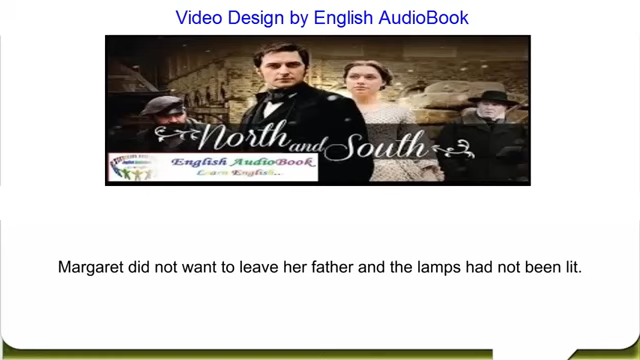 Video Design by English AudioBook
North and South
English AudioBook
Learn English...
Margaret did not want to leave her father and the lamps had not been lit.